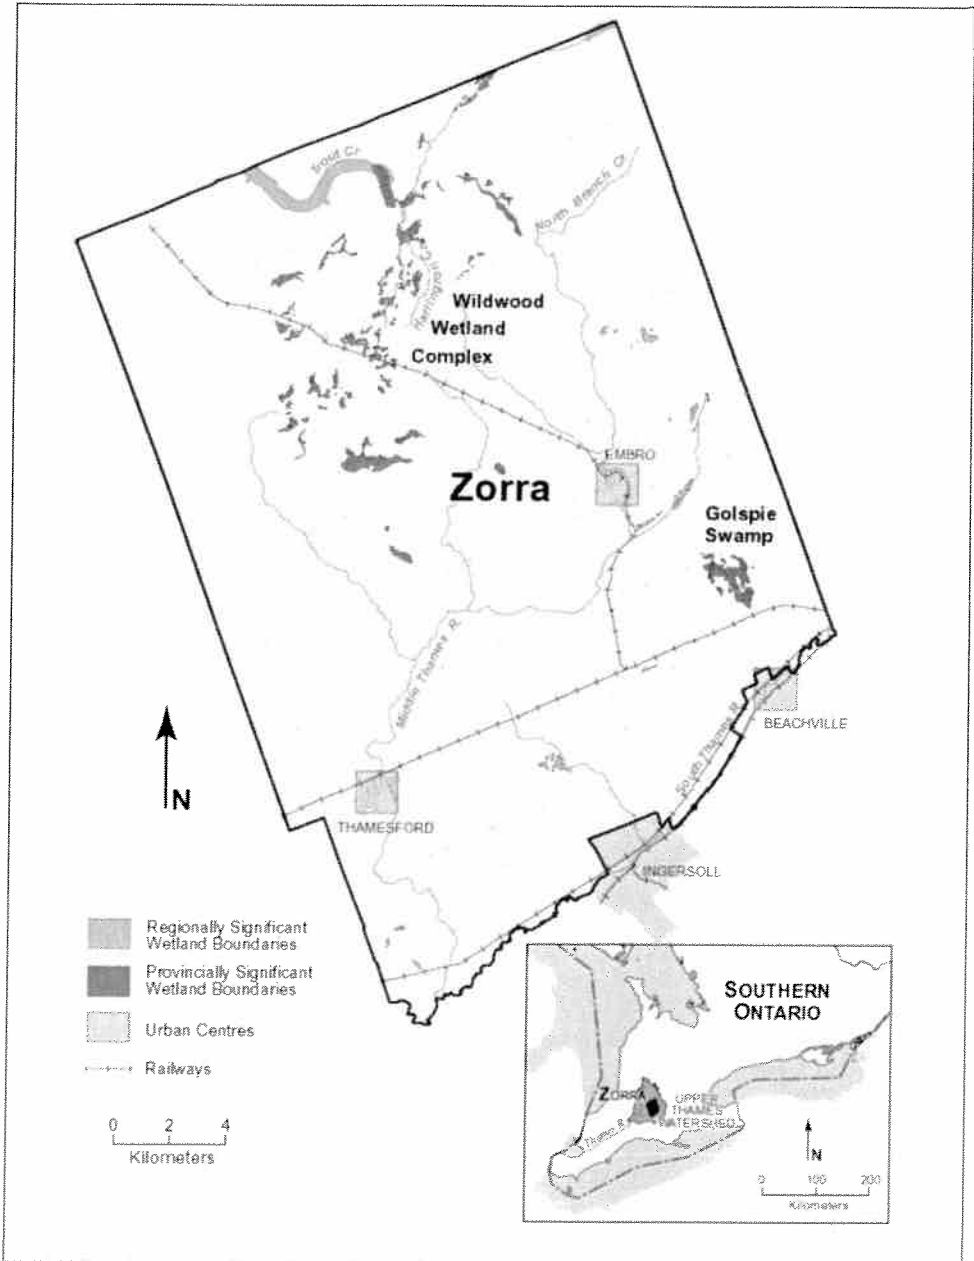 Trout Cr
North Branch Cr.
Harrington Cr
Wildwood
Wetland
Complex
EMBRO
Zorra
Golspie
Swamp
Middle Thames R.
South Thames R.
BEACHVILLE
N
THAMESFORD
INGERSOLL
Regionally Significant
Wetland Boundaries
Provincially Significant
Wetland Boundaries
Urban Centres
Railways
0 2 4
Kilometers
SOUTHERN
ONTARIO
ZORRA
UPPER
THAMES
WATERSHED
Thames R.
N
0 100 200
Kilometers